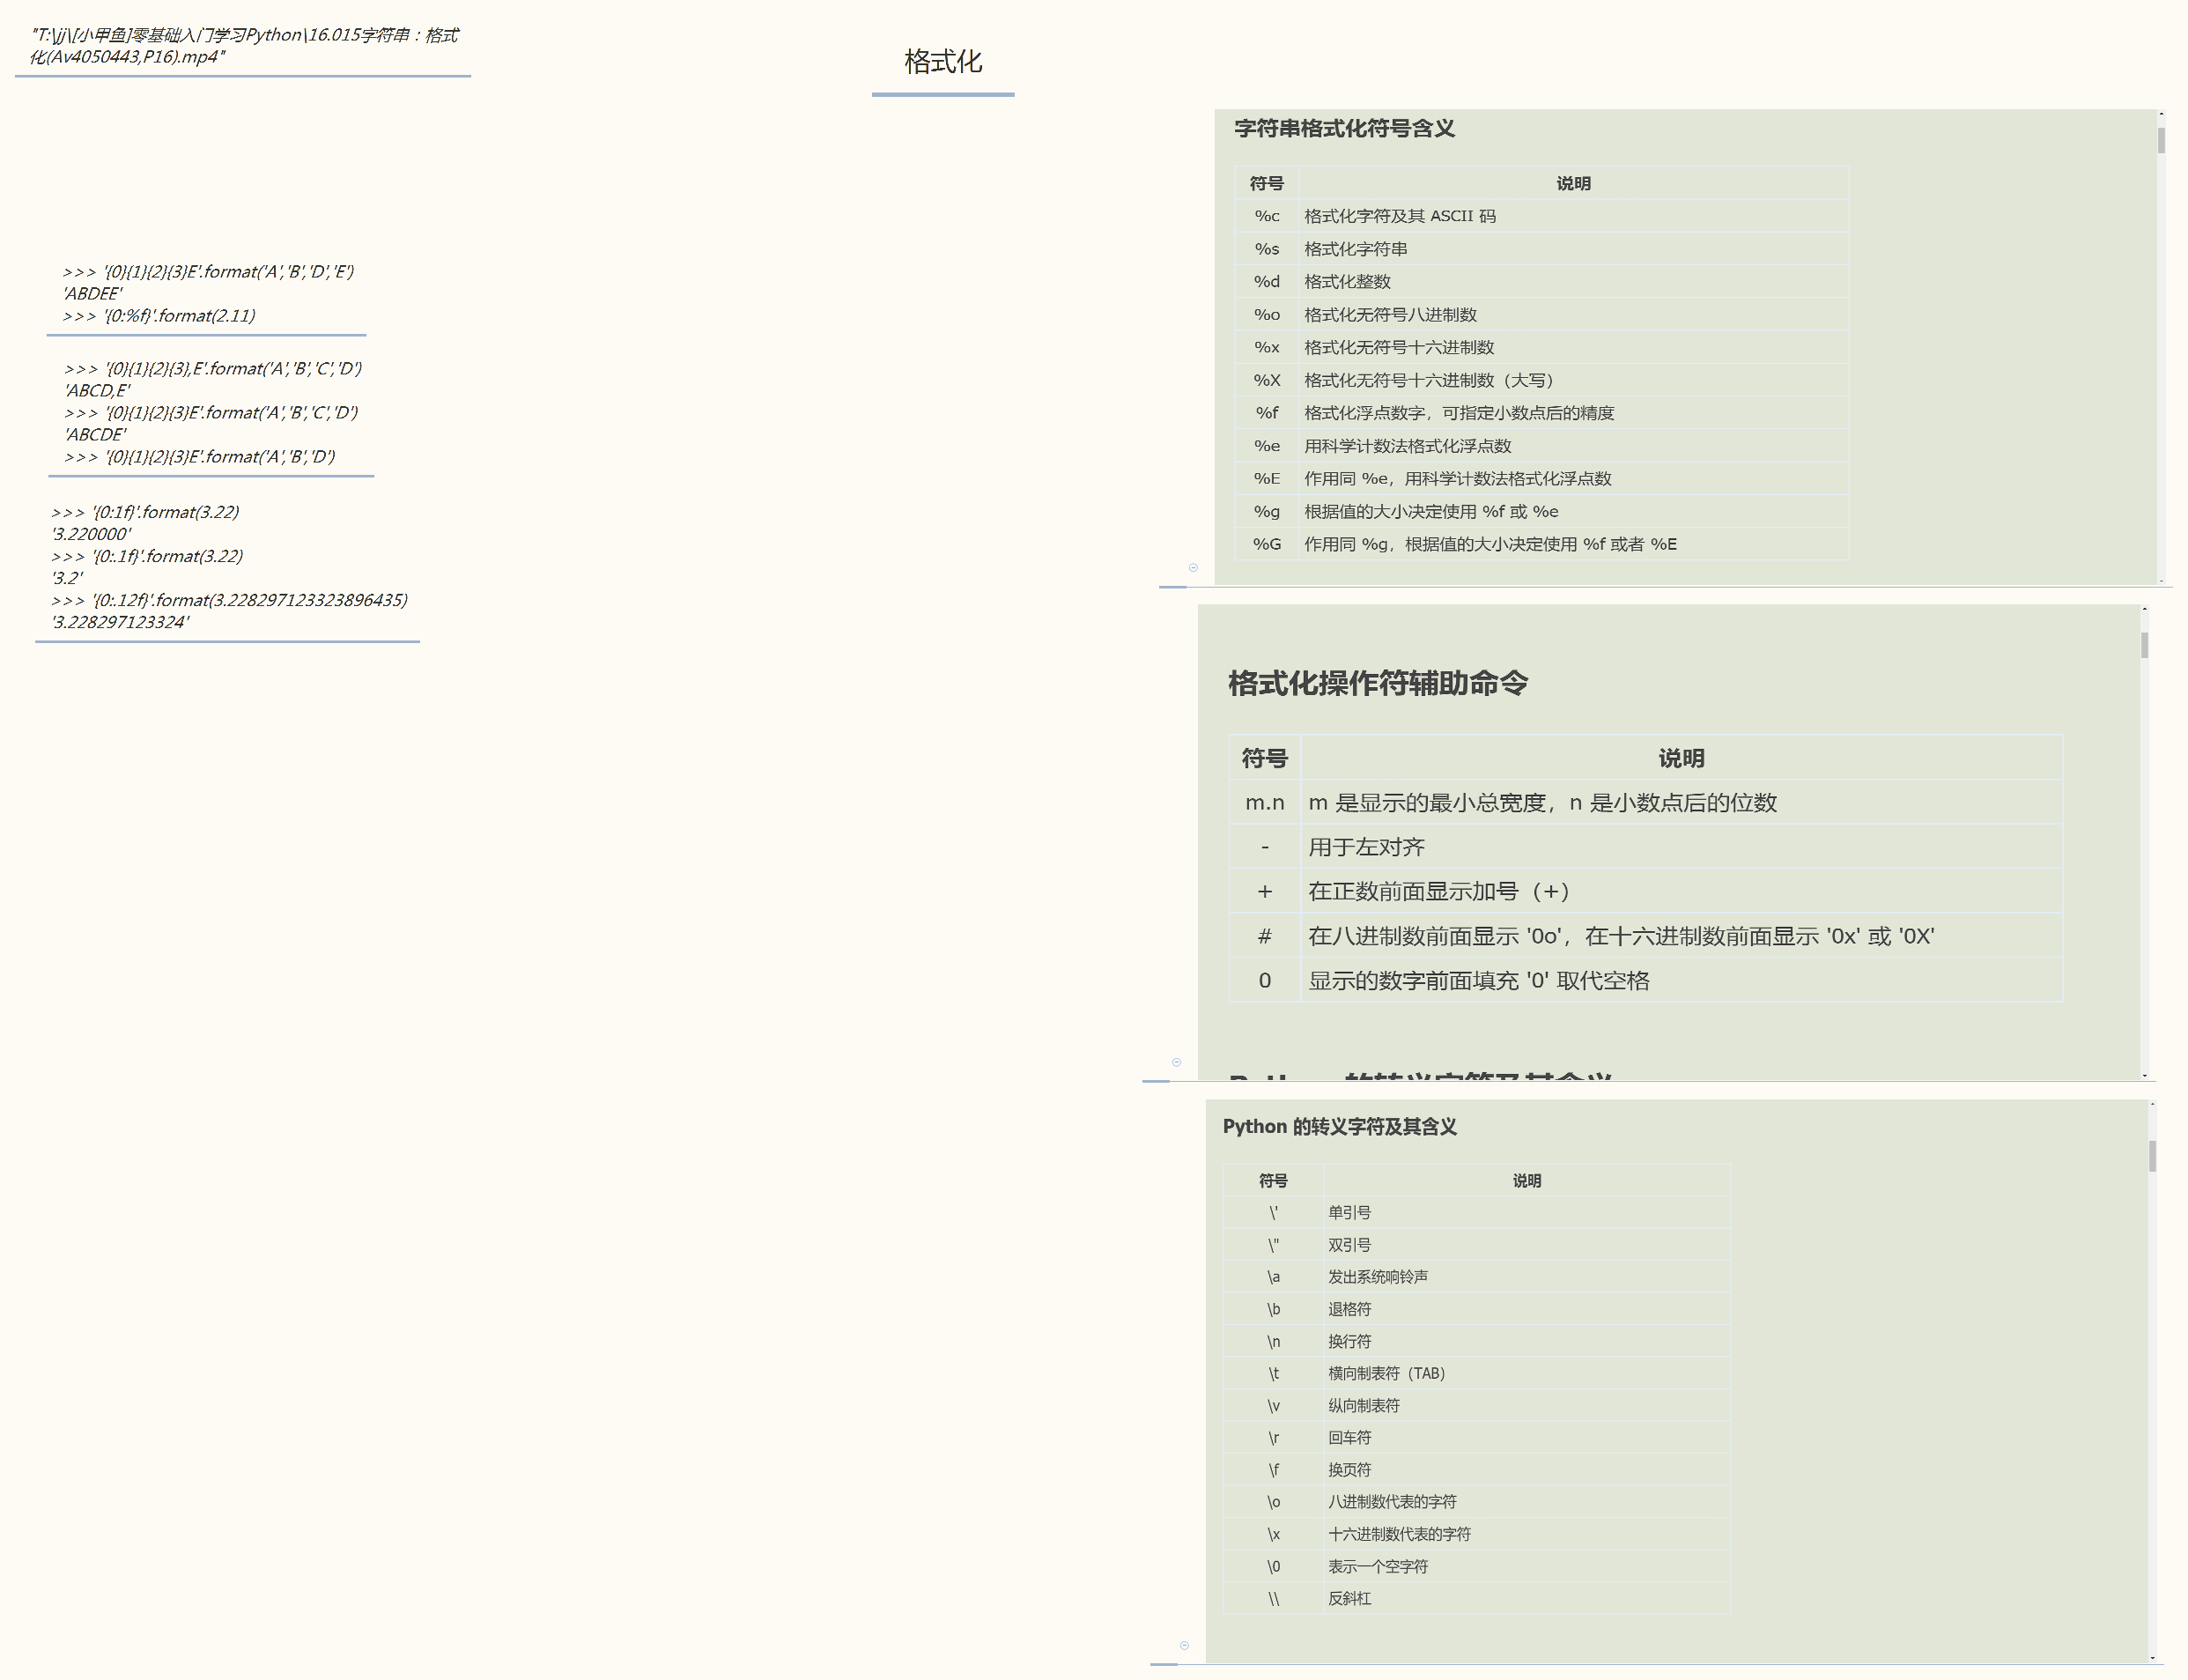 "T:\jj\[小甲鱼]零基础入门学习Python\16.015字符串：格式
化(Av4050443,P16).mp4"
格式化
>>> '{0}{1}{2}{3}E'.format('A','B','D','E')
'ABDEE'
>>> '{0:%f}'.format(2.11)
>>> '{0}{1}{2}{3},E'.format('A','B','C','D')
'ABCD,E'
>>> '{0}{1}{2}{3}E'.format('A','B','C','D')
'ABCDE'
>>> '{0}{1}{2}{3}E'.format('A','B','D')
>>> '{0:1f}'.format(3.22)
'3.220000'
>>> '{0:.1f}'.format(3.22)
'3.2'
>>> '{0:.12f}'.format(3.228297123323896435)
'3.228297123324'
字符串格式化符号含义
符号 说明
%c 格式化字符及其 ASCII 码
%s 格式化字符串
%d 格式化整数
%o 格式化无符号八进制数
%x 格式化无符号十六进制数
%X 格式化无符号十六进制数（大写）
%f 格式化浮点数字，可指定小数点后的精度
%e 用科学计数法格式化浮点数
%E 作用同 %e，用科学计数法格式化浮点数
%g 根据值的大小决定使用 %f 或 %e
%G 作用同 %g，根据值的大小决定使用 %f 或者 %E
格式化操作符辅助命令
符号 说明
m.n m 是显示的最小总宽度，n 是小数点后的位数
- 用于左对齐
+ 在正数前面显示加号（+）
# 在八进制数前面显示 '0o'，在十六进制数前面显示 '0x' 或 '0X'
0 显示的数字前面填充 '0' 取代空格
Python 的转义字符及其含义
Python 的转义字符及其含义
符号 说明
\' 单引号
\" 双引号
\a 发出系统响铃声
\b 退格符
\n 换行符
\t 横向制表符（TAB）
\v 纵向制表符
\r 回车符
\f 换页符
\o 八进制数代表的字符
\x 十六进制数代表的字符
\0 表示一个空字符
\\ 反斜杠